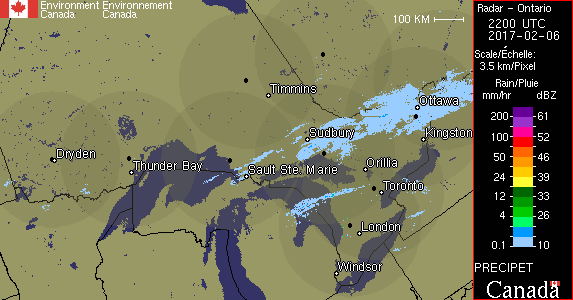 Environment Environnement
Canada Canada
100 KM
Timmins
Ottawa
Sudbury
Kingston
Dryden
Thunder Bay
Sault Ste. Marie
Orillia
Toronto
London
Windsor
Radar - Ontario
2200 UTC
2017-02-06
Scale/Échelle:
3.5 km/Pixel
Rain/Pluie
mm/hr dBZ
200 61
100 52
50 46
24 39
12 33
4 26
0.1 10
PRECIPET
Canada